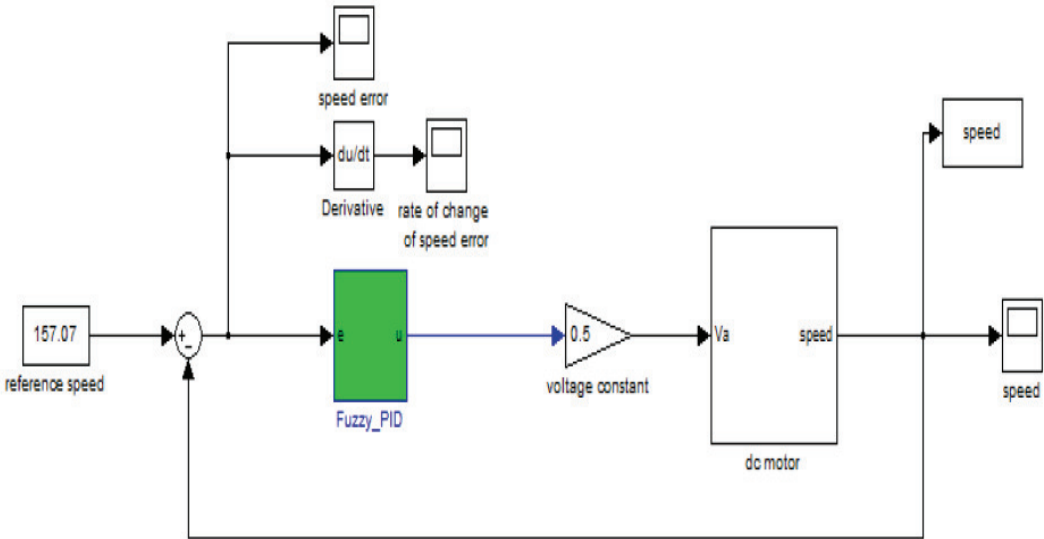 speed error
du/dt
Derivative
rate of change
of speed error
speed
157.07
reference speed
+
-
e
u
Fuzzy_PID
0.5
voltage constant
Va
speed
dc motor
speed